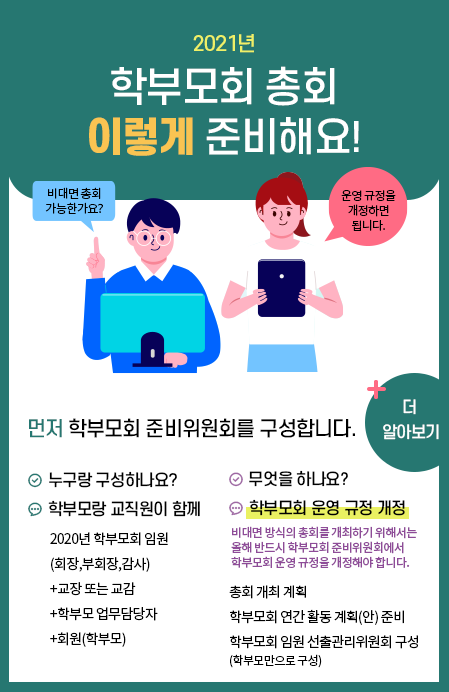 2021년
학부모회 총회
이렇게 준비해요!
비대면 총회
가능한가요?
운영 규정을
개정하면
됩니다.
더
알아보기
먼저 학부모회 준비위원회를 구성합니다.
누구랑 구성하나요?
학부모랑 교직원이 함께
2020년 학부모회 임원
(회장,부회장,감사)
+교장 또는 교감
+학부모 업무담당자
+회원(학부모)
무엇을 하나요?
학부모회 운영 규정 개정
비대면 방식의 총회를 개최하기 위해서는
올해 반드시 학부모회 준비위원회에서
학부모회 운영 규정을 개정해야 합니다.
총회 개최 계획
학부모회 연간 활동 계획(안) 준비
학부모회 임원 선출관리위원회 구성
(학부모만으로 구성)